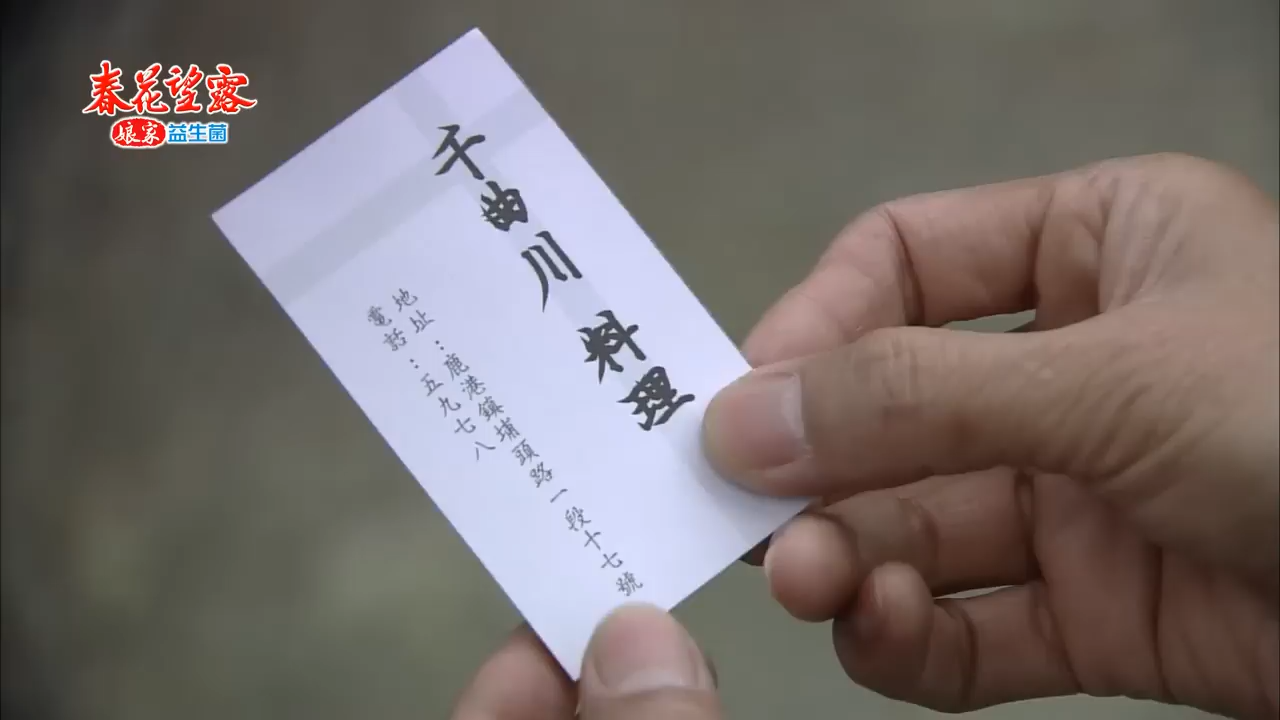 春花望露
娘家益生菌
千曲川 料理
地址：鹿港鎮埔頭路一段十七號
電話：五九七八